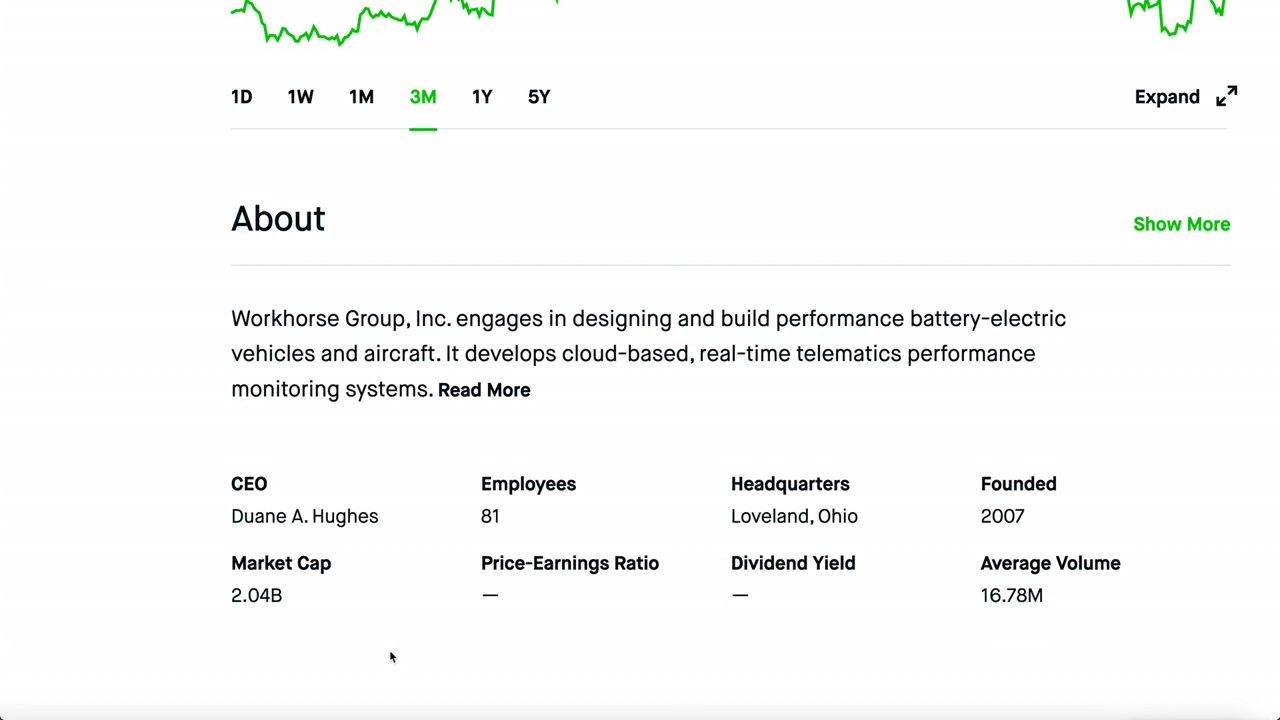 1D 1W 1M 3M 1Y 5Y Expand
About Show More
Workhorse Group, Inc. engages in designing and build performance battery-electric
vehicles and aircraft. It develops cloud-based, real-time telematics performance
monitoring systems. Read More
CEO Employees Headquarters Founded
Duane A. Hughes 81 Loveland, Ohio 2007
Market Cap Price-Earnings Ratio Dividend Yield Average Volume
2.04B — — 16.78M